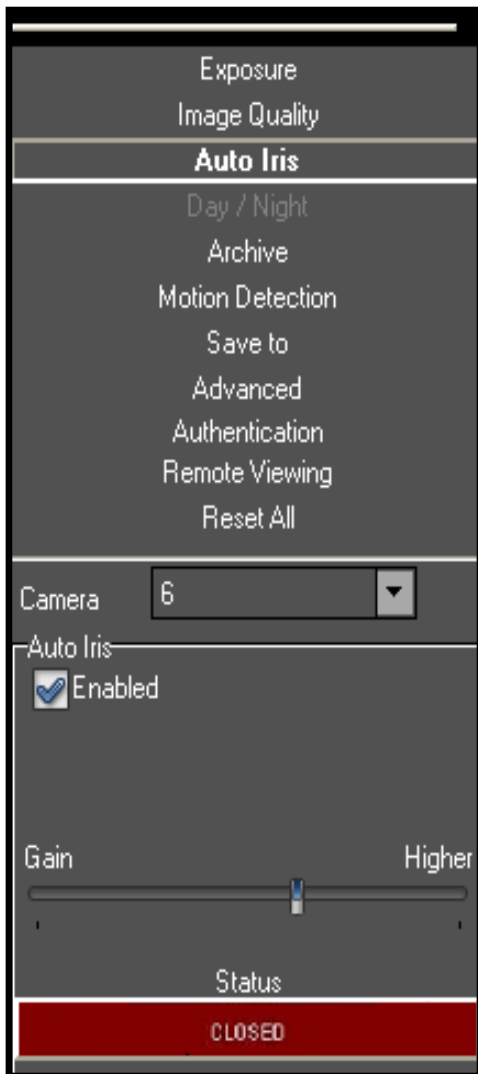 Exposure
Image Quality
Auto Iris
Day / Night
Archive
Motion Detection
Save to
Advanced
Authentication
Remote Viewing
Reset All
Camera 6
Auto Iris
Enabled
Gain Higher
Status
CLOSED